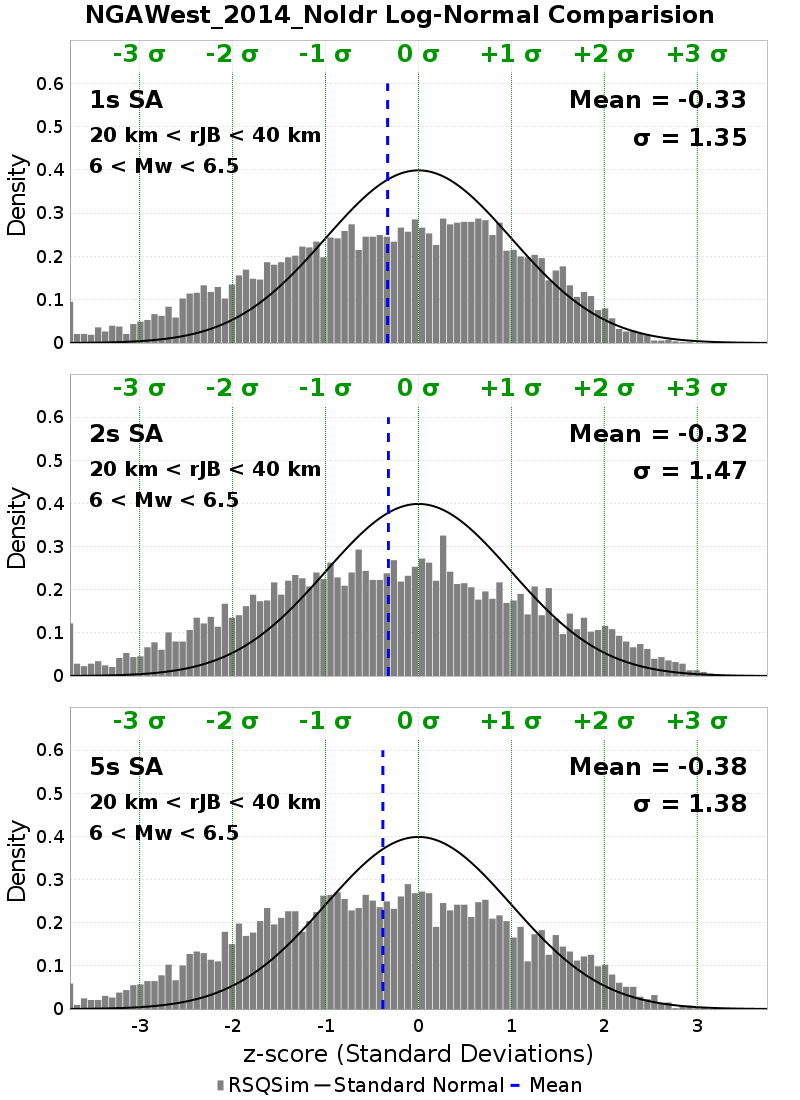 NGAWest_2014_NoIdr Log-Normal Comparision
-3 σ -2 σ -1 σ 0 σ +1 σ +2 σ +3 σ
0.6
1s SA Mean = -0.33
0.5
20 km < rJB < 40 km σ = 1.35
6 < Mw < 6.5
0.4
0.3
0.2
0.1
0
Density
-3 σ -2 σ -1 σ 0 σ +1 σ +2 σ +3 σ
0.6
2s SA Mean = -0.32
0.5
20 km < rJB < 40 km σ = 1.47
6 < Mw < 6.5
0.4
0.3
0.2
0.1
0
Density
-3 σ -2 σ -1 σ 0 σ +1 σ +2 σ +3 σ
0.6
5s SA Mean = -0.38
0.5
20 km < rJB < 40 km σ = 1.38
6 < Mw < 6.5
0.4
0.3
0.2
0.1
0
Density
-3 -2 -1 0 1 2 3
z-score (Standard Deviations)
RSQSim Standard Normal Mean